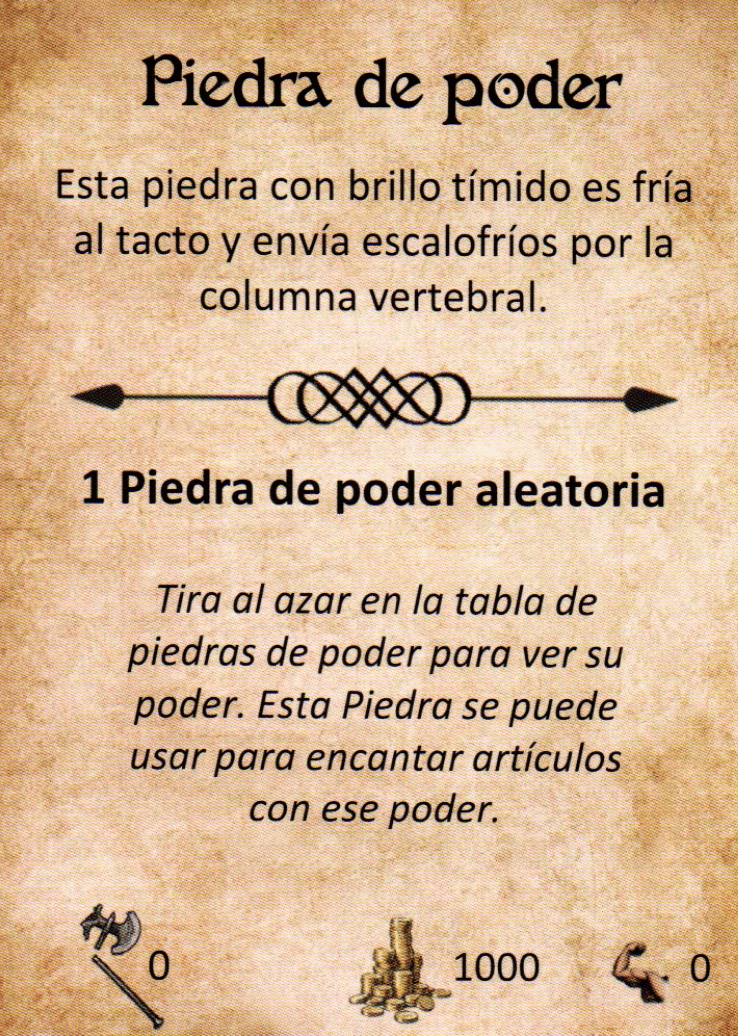 Piedra de poder
Esta piedra con brillo tímido es fría
al tacto y envía escalofríos por la
columna vertebral.
1 Piedra de poder aleatoria
Tira al azar en la tabla de
piedras de poder para ver su
poder. Esta Piedra se puede
usar para encantar artículos
con ese poder.
0 1000 0